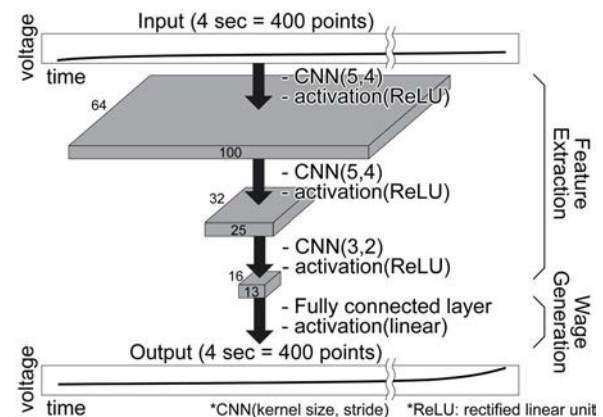 Input (4 sec = 400 points)
voltage
time
- CNN(5,4)
- activation(ReLU)
64
100
- CNN(5,4)
- activation(ReLU)
32
25
- CNN(3,2)
- activation(ReLU)
16
13
Feature
Extraction
- Fully connected layer
- activation(linear)
Wage
Generation
Output (4 sec = 400 points)
voltage
time
*CNN(kernel size, stride) *ReLU: rectified linear unit